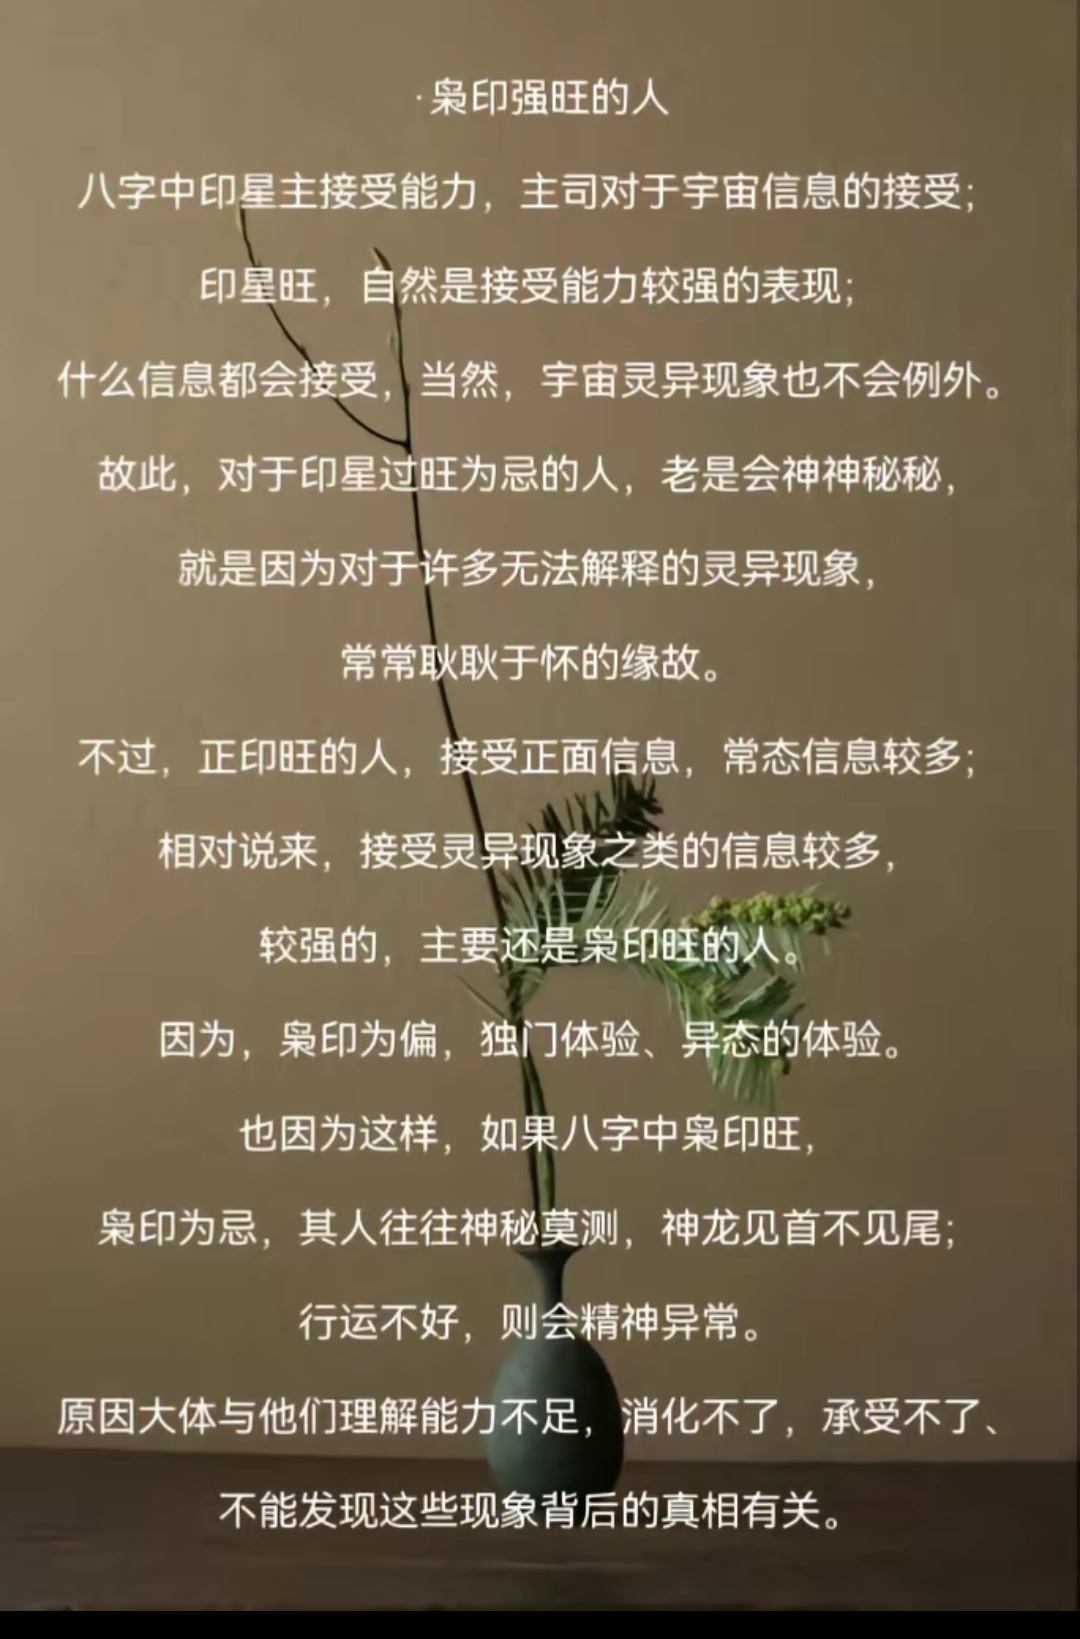 ·枭印强旺的人
八字中印星主接受能力，主司对于宇宙信息的接受；
印星旺，自然是接受能力较强的表现；
什么信息都会接受，当然，宇宙灵异现象也不会例外。
故此，对于印星过旺为忌的人，老是会神神秘秘，
就是因为对于许多无法解释的灵异现象，
常常耿耿于怀的缘故。
不过，正印旺的人，接受正面信息，常态信息较多；
相对说来，接受灵异现象之类的信息较多，
较强的，主要还是枭印旺的人。
因为，枭印为偏，独门体验、异态的体验。
也因为这样，如果八字中枭印旺，
枭印为忌，其人往往神秘莫测，神龙见首不见尾；
行运不好，则会精神异常。
原因大体与他们理解能力不足，消化不了，承受不了、
不能发现这些现象背后的真相有关。